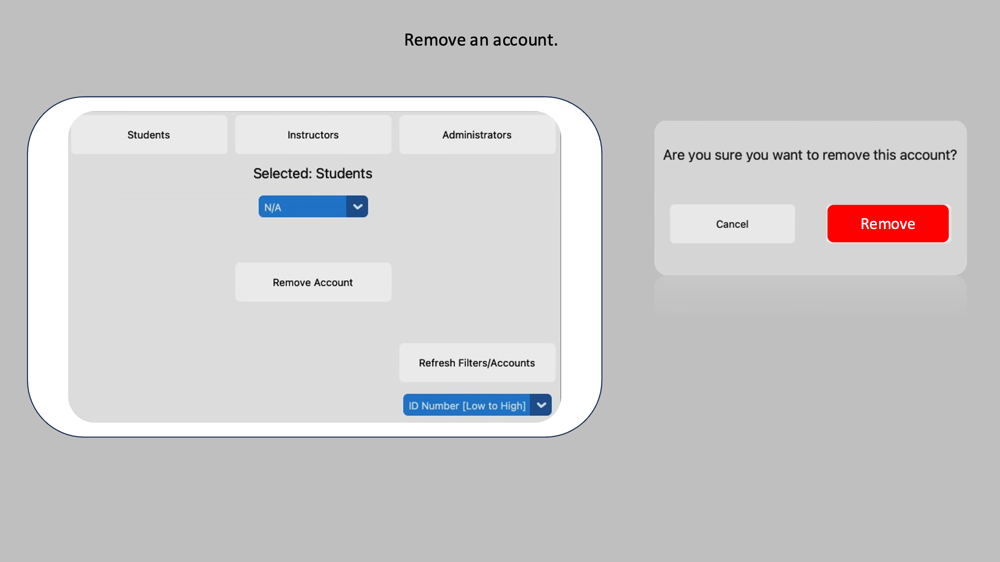 Remove an account.
Students
Instructors
Administrators
Selected: Students
N/A
Remove Account
Refresh Filters/Accounts
ID Number [Low to High]
Are you sure you want to remove this account?
Cancel
Remove